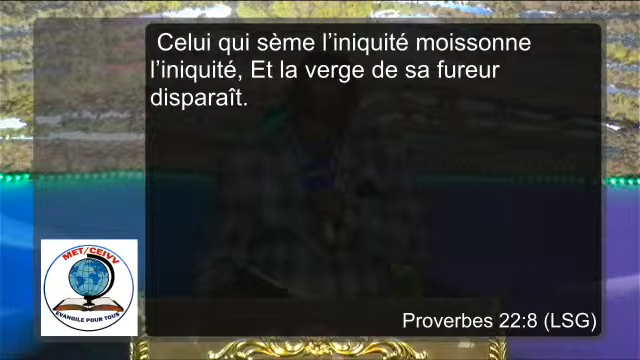 Celui qui sème l’iniquité moissonne
l’iniquité, Et la verge de sa fureur
disparaît.
MET/CEIVV
EVANGILE POUR TOUS
Proverbes 22:8 (LSG)